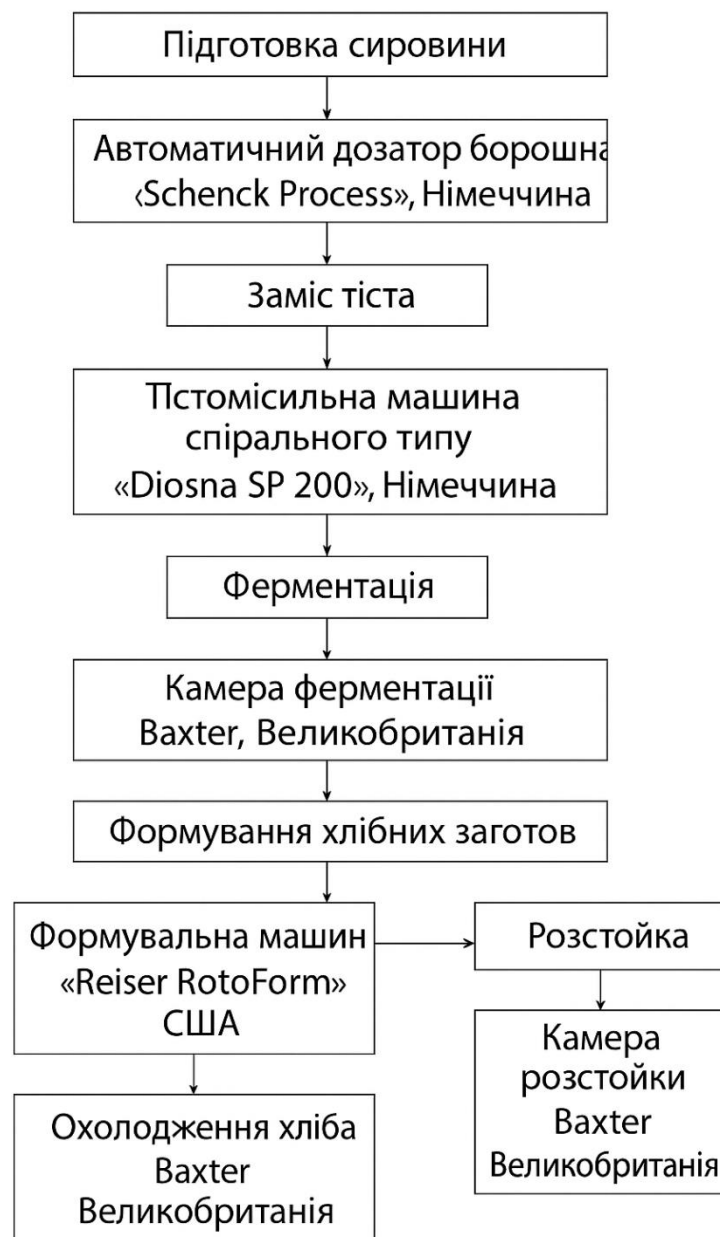 Підготовка сировини
Автоматичний дозатор борошна
‹Schenck Process», Німеччина
Заміс тіста
Тістомісильна машина
спірального типу
«Diosna SP 200», Німеччина
Ферментація
Камера ферментації
Baxter, Великобританія
Формування хлібних заготов
Формувальна машин
«Reiser RotoForm»
США
Розстойка
Камера
розстойки
Baxter
Великобританія
Охолодження хліба
Baxter
Великобританія